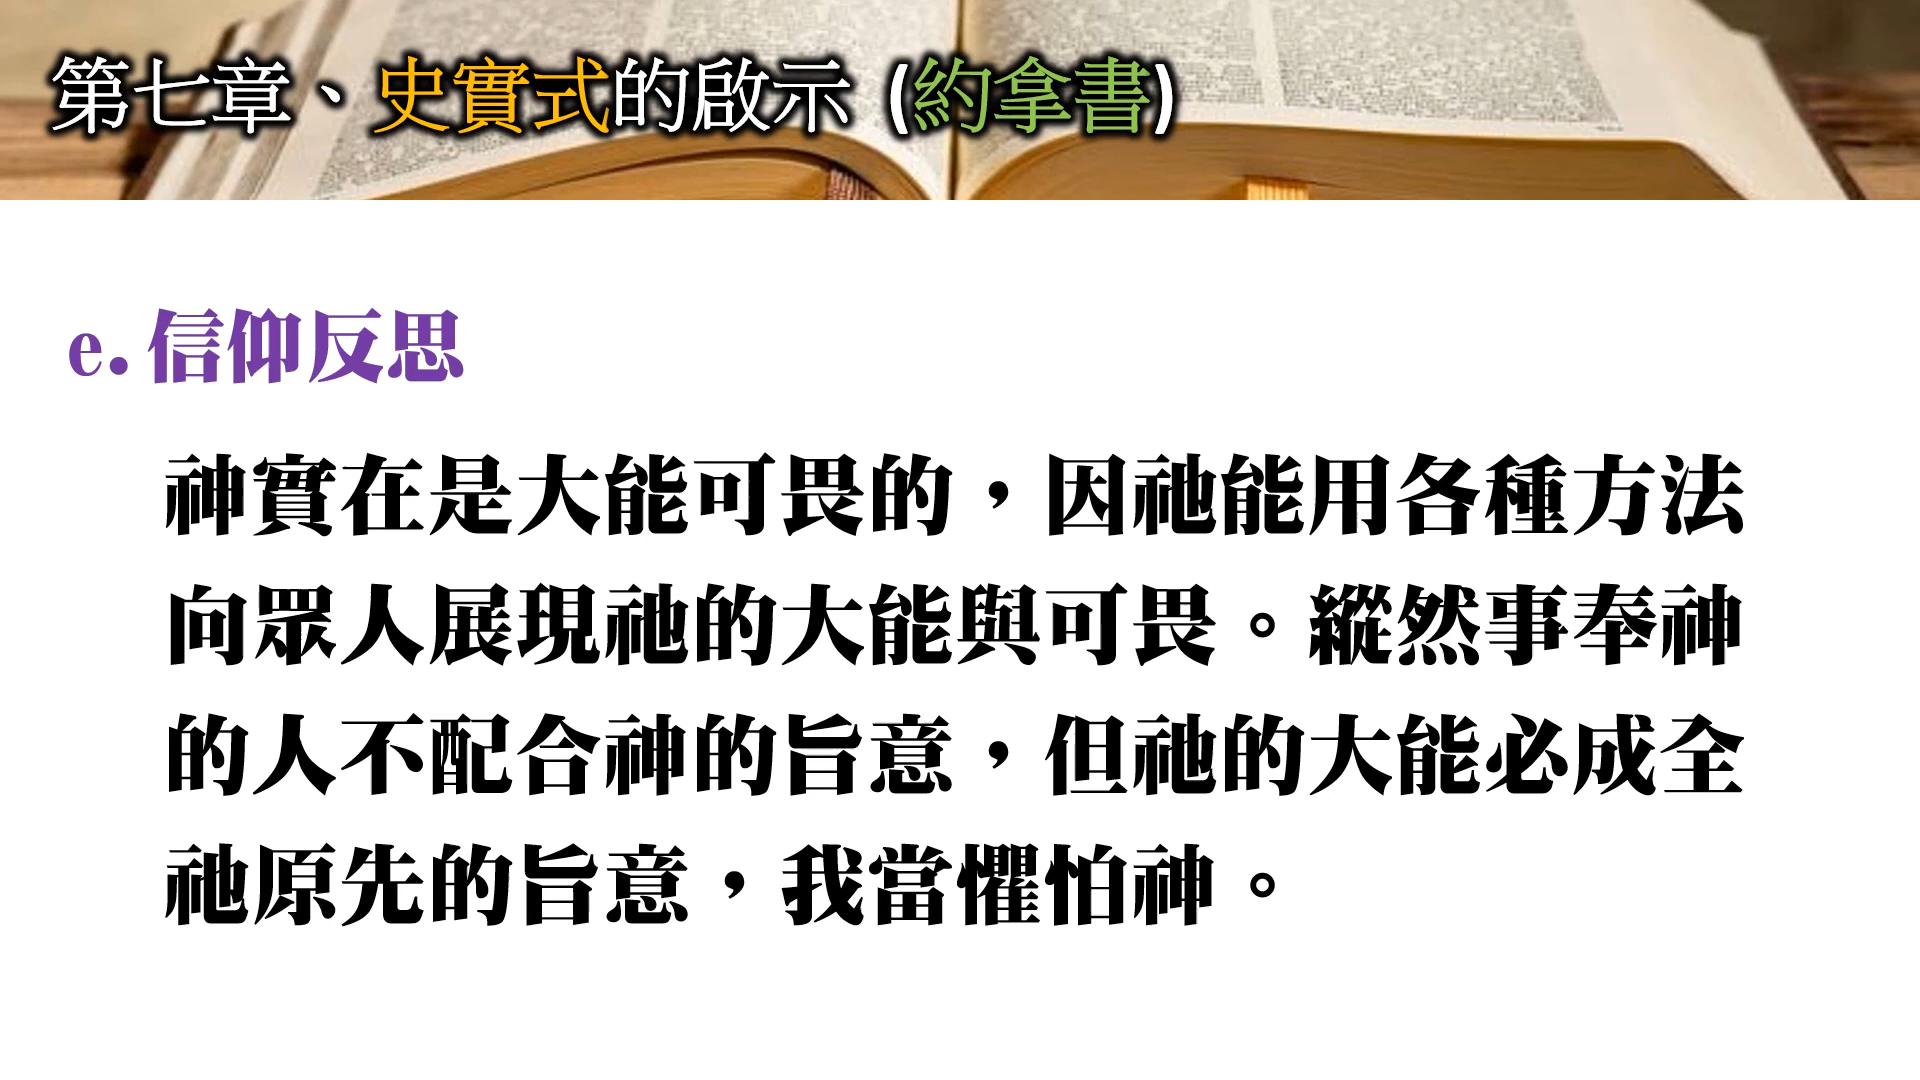 第七章、史實式的啟示 (約拿書)
e. 信仰反思
神實在是大能可畏的，因祂能用各種方法
向眾人展現祂的大能與可畏。縱然事奉神
的人不配合神的旨意，但祂的大能必成全
祂原先的旨意，我當懼怕神。